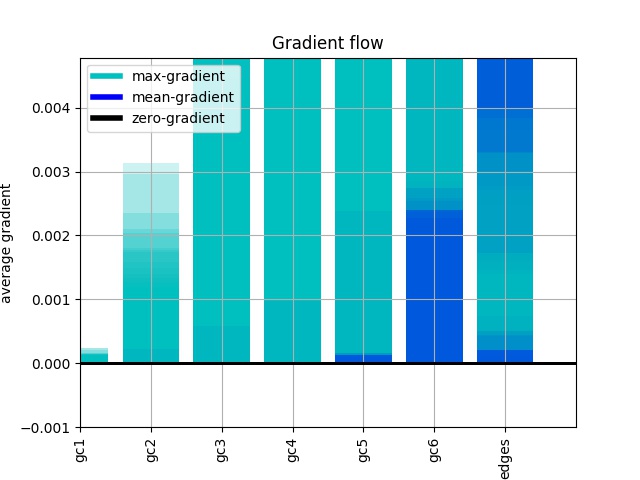 Gradient flow
max-gradient
mean-gradient
zero-gradient
average gradient
0.004
0.003
0.002
0.001
0.000
−0.001
gc1
gc2
gc3
gc4
gc5
gc6
edges